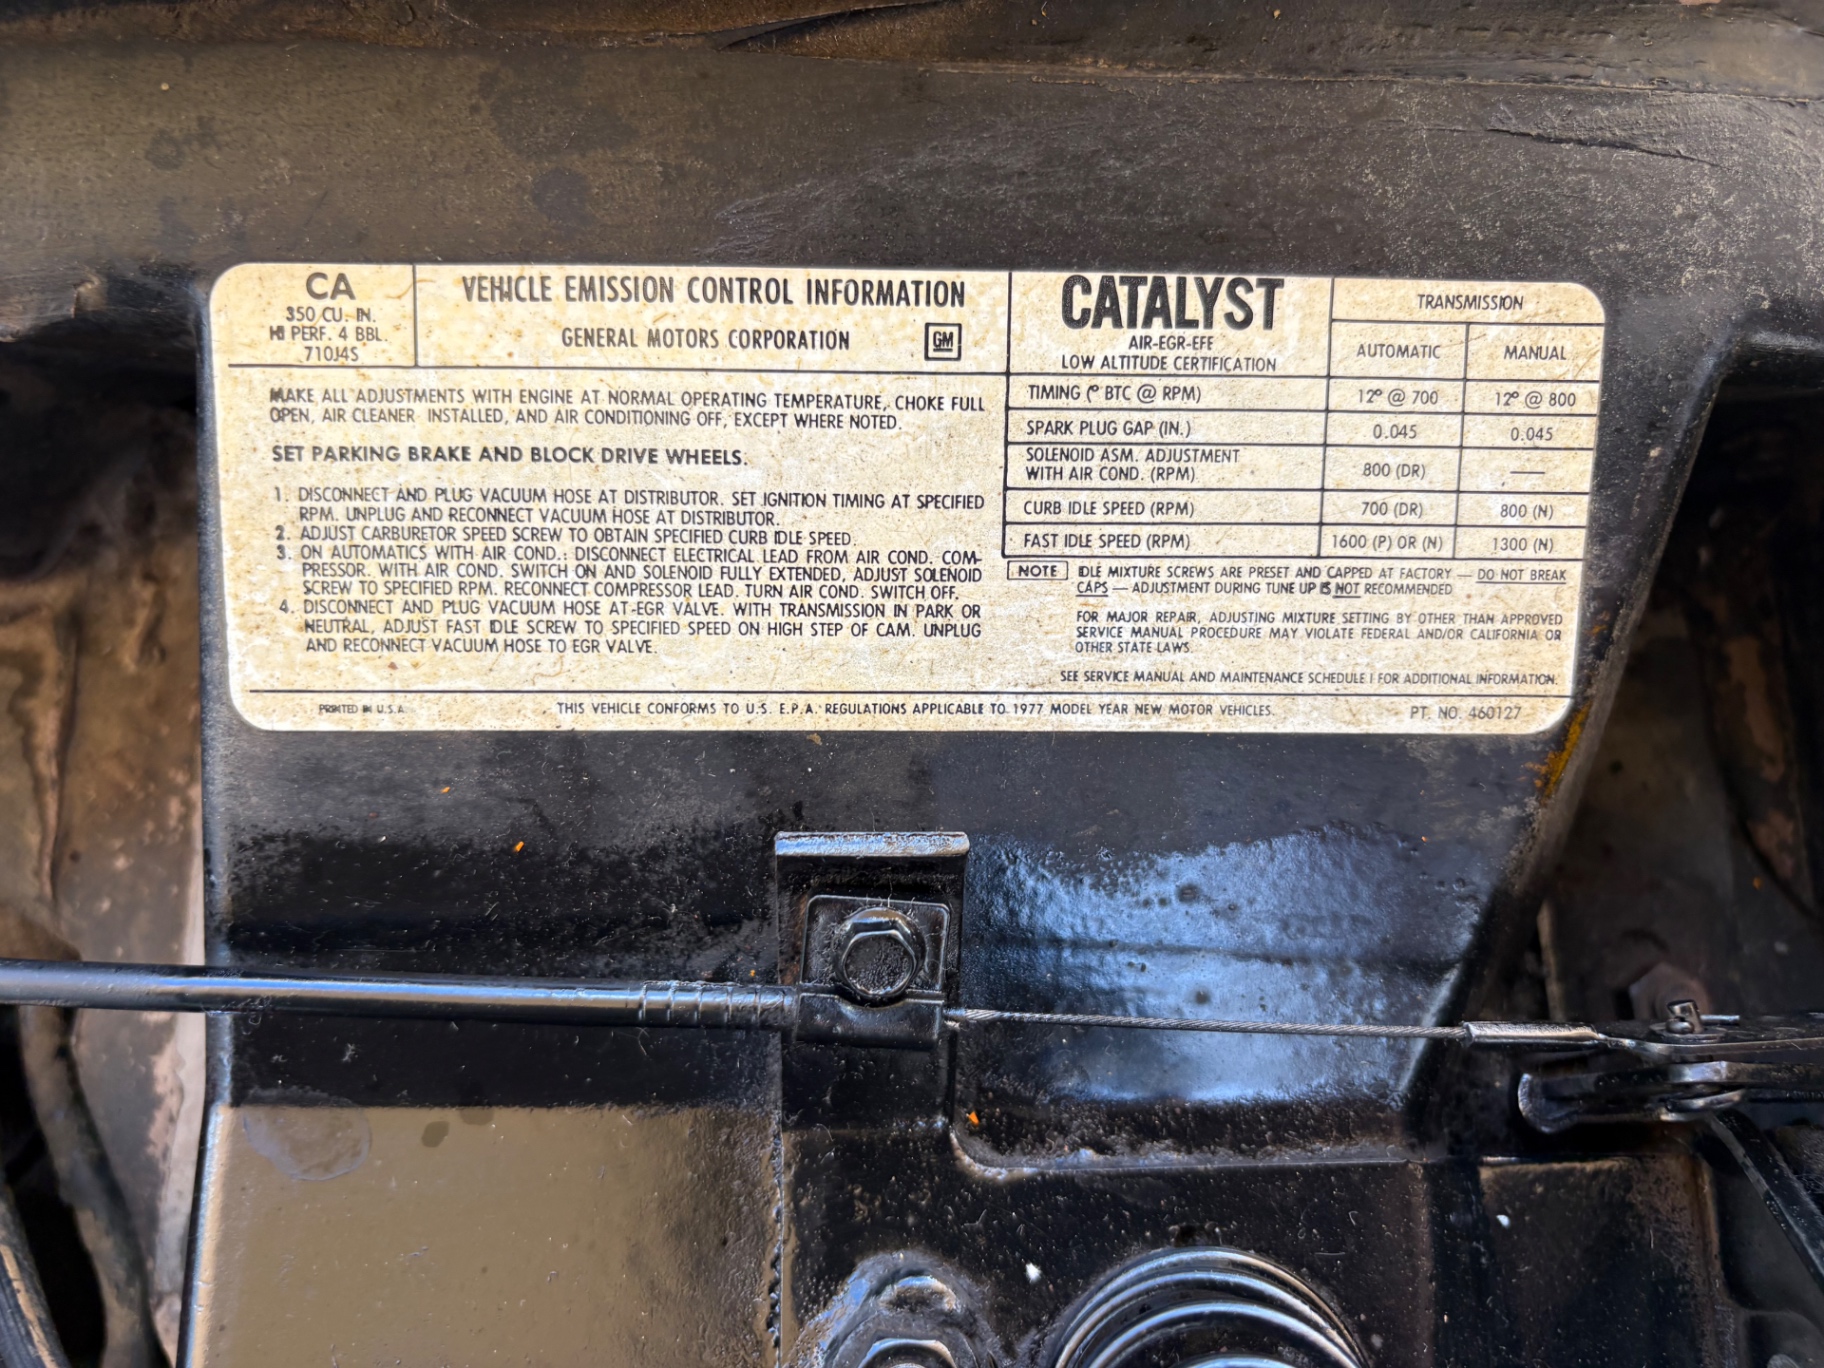 CA
350 CU. IN.
HI PERF. 4 BBL.
710J4S
VEHICLE EMISSION CONTROL INFORMATION
GENERAL MOTORS CORPORATION
GM
CATALYST
AIR-EGR-EFE
LOW ALTITUDE CERTIFICATION
TRANSMISSION
AUTOMATIC MANUAL
TIMING (° BTC @ RPM) 12° @ 700 12° @ 800
SPARK PLUG GAP (IN.) 0.045 0.045
SOLENOID ASM. ADJUSTMENT
WITH AIR COND. (RPM) 800 (DR) —
CURB IDLE SPEED (RPM) 700 (DR) 800 (N)
FAST IDLE SPEED (RPM) 1600 (P) OR (N) 1300 (N)
MAKE ALL ADJUSTMENTS WITH ENGINE AT NORMAL OPERATING TEMPERATURE, CHOKE FULL
OPEN, AIR CLEANER INSTALLED, AND AIR CONDITIONING OFF, EXCEPT WHERE NOTED.
SET PARKING BRAKE AND BLOCK DRIVE WHEELS.
1. DISCONNECT AND PLUG VACUUM HOSE AT DISTRIBUTOR. SET IGNITION TIMING AT SPECIFIED
RPM. UNPLUG AND RECONNECT VACUUM HOSE AT DISTRIBUTOR.
2. ADJUST CARBURETOR SPEED SCREW TO OBTAIN SPECIFIED CURB IDLE SPEED.
3. ON AUTOMATICS WITH AIR COND.: DISCONNECT ELECTRICAL LEAD FROM AIR COND. COM-
PRESSOR. WITH AIR COND. SWITCH ON AND SOLENOID FULLY EXTENDED, ADJUST SOLENOID
SCREW TO SPECIFIED RPM. RECONNECT COMPRESSOR LEAD. TURN AIR COND. SWITCH OFF.
4. DISCONNECT AND PLUG VACUUM HOSE AT EGR VALVE. WITH TRANSMISSION IN PARK OR
NEUTRAL, ADJUST FAST IDLE SCREW TO SPECIFIED SPEED ON HIGH STEP OF CAM. UNPLUG
AND RECONNECT VACUUM HOSE TO EGR VALVE.
NOTE IDLE MIXTURE SCREWS ARE PRESET AND CAPPED AT FACTORY — DO NOT BREAK
CAPS — ADJUSTMENT DURING TUNE UP IS NOT RECOMMENDED
FOR MAJOR REPAIR, ADJUSTING MIXTURE SETTING BY OTHER THAN APPROVED
SERVICE MANUAL PROCEDURE MAY VIOLATE FEDERAL AND/OR CALIFORNIA OR
OTHER STATE LAWS.
SEE SERVICE MANUAL AND MAINTENANCE SCHEDULE I FOR ADDITIONAL INFORMATION.
PRINTED IN U.S.A. THIS VEHICLE CONFORMS TO U.S. E.P.A. REGULATIONS APPLICABLE TO 1977 MODEL YEAR NEW MOTOR VEHICLES. PT. NO. 460127